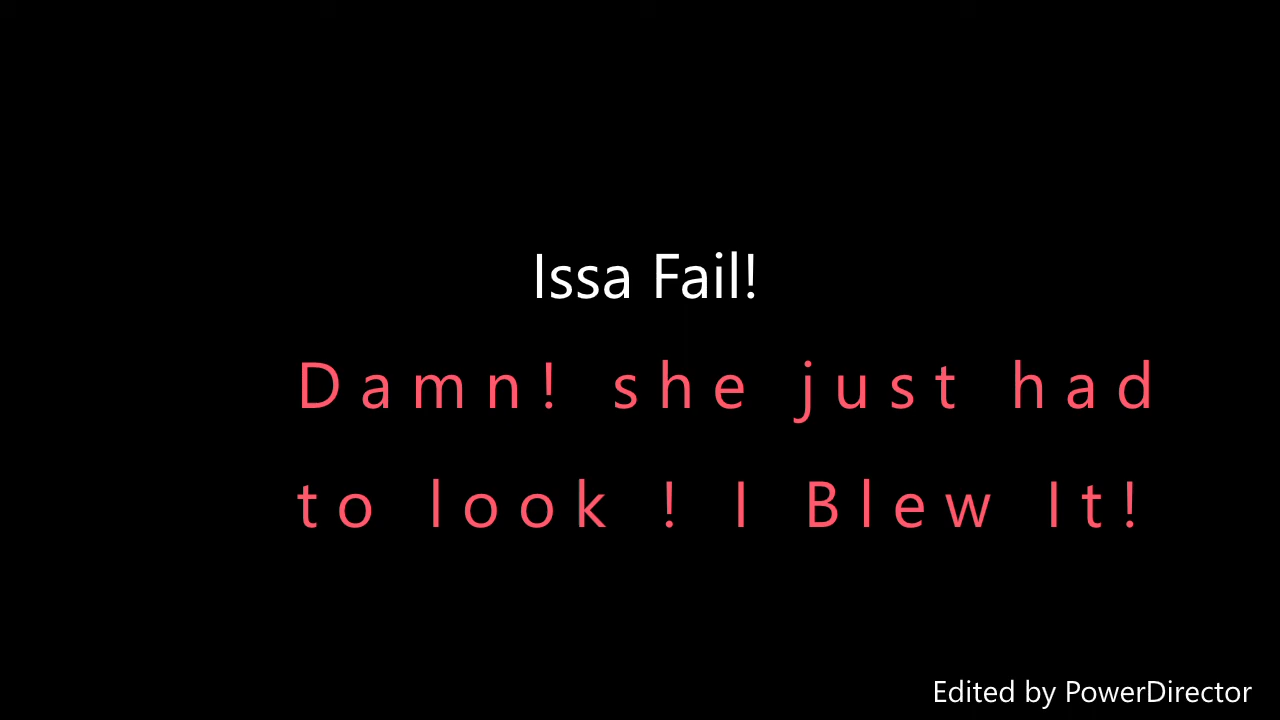 Issa Fail!
Damn! she just had
to look ! I Blew It!
Edited by PowerDirector